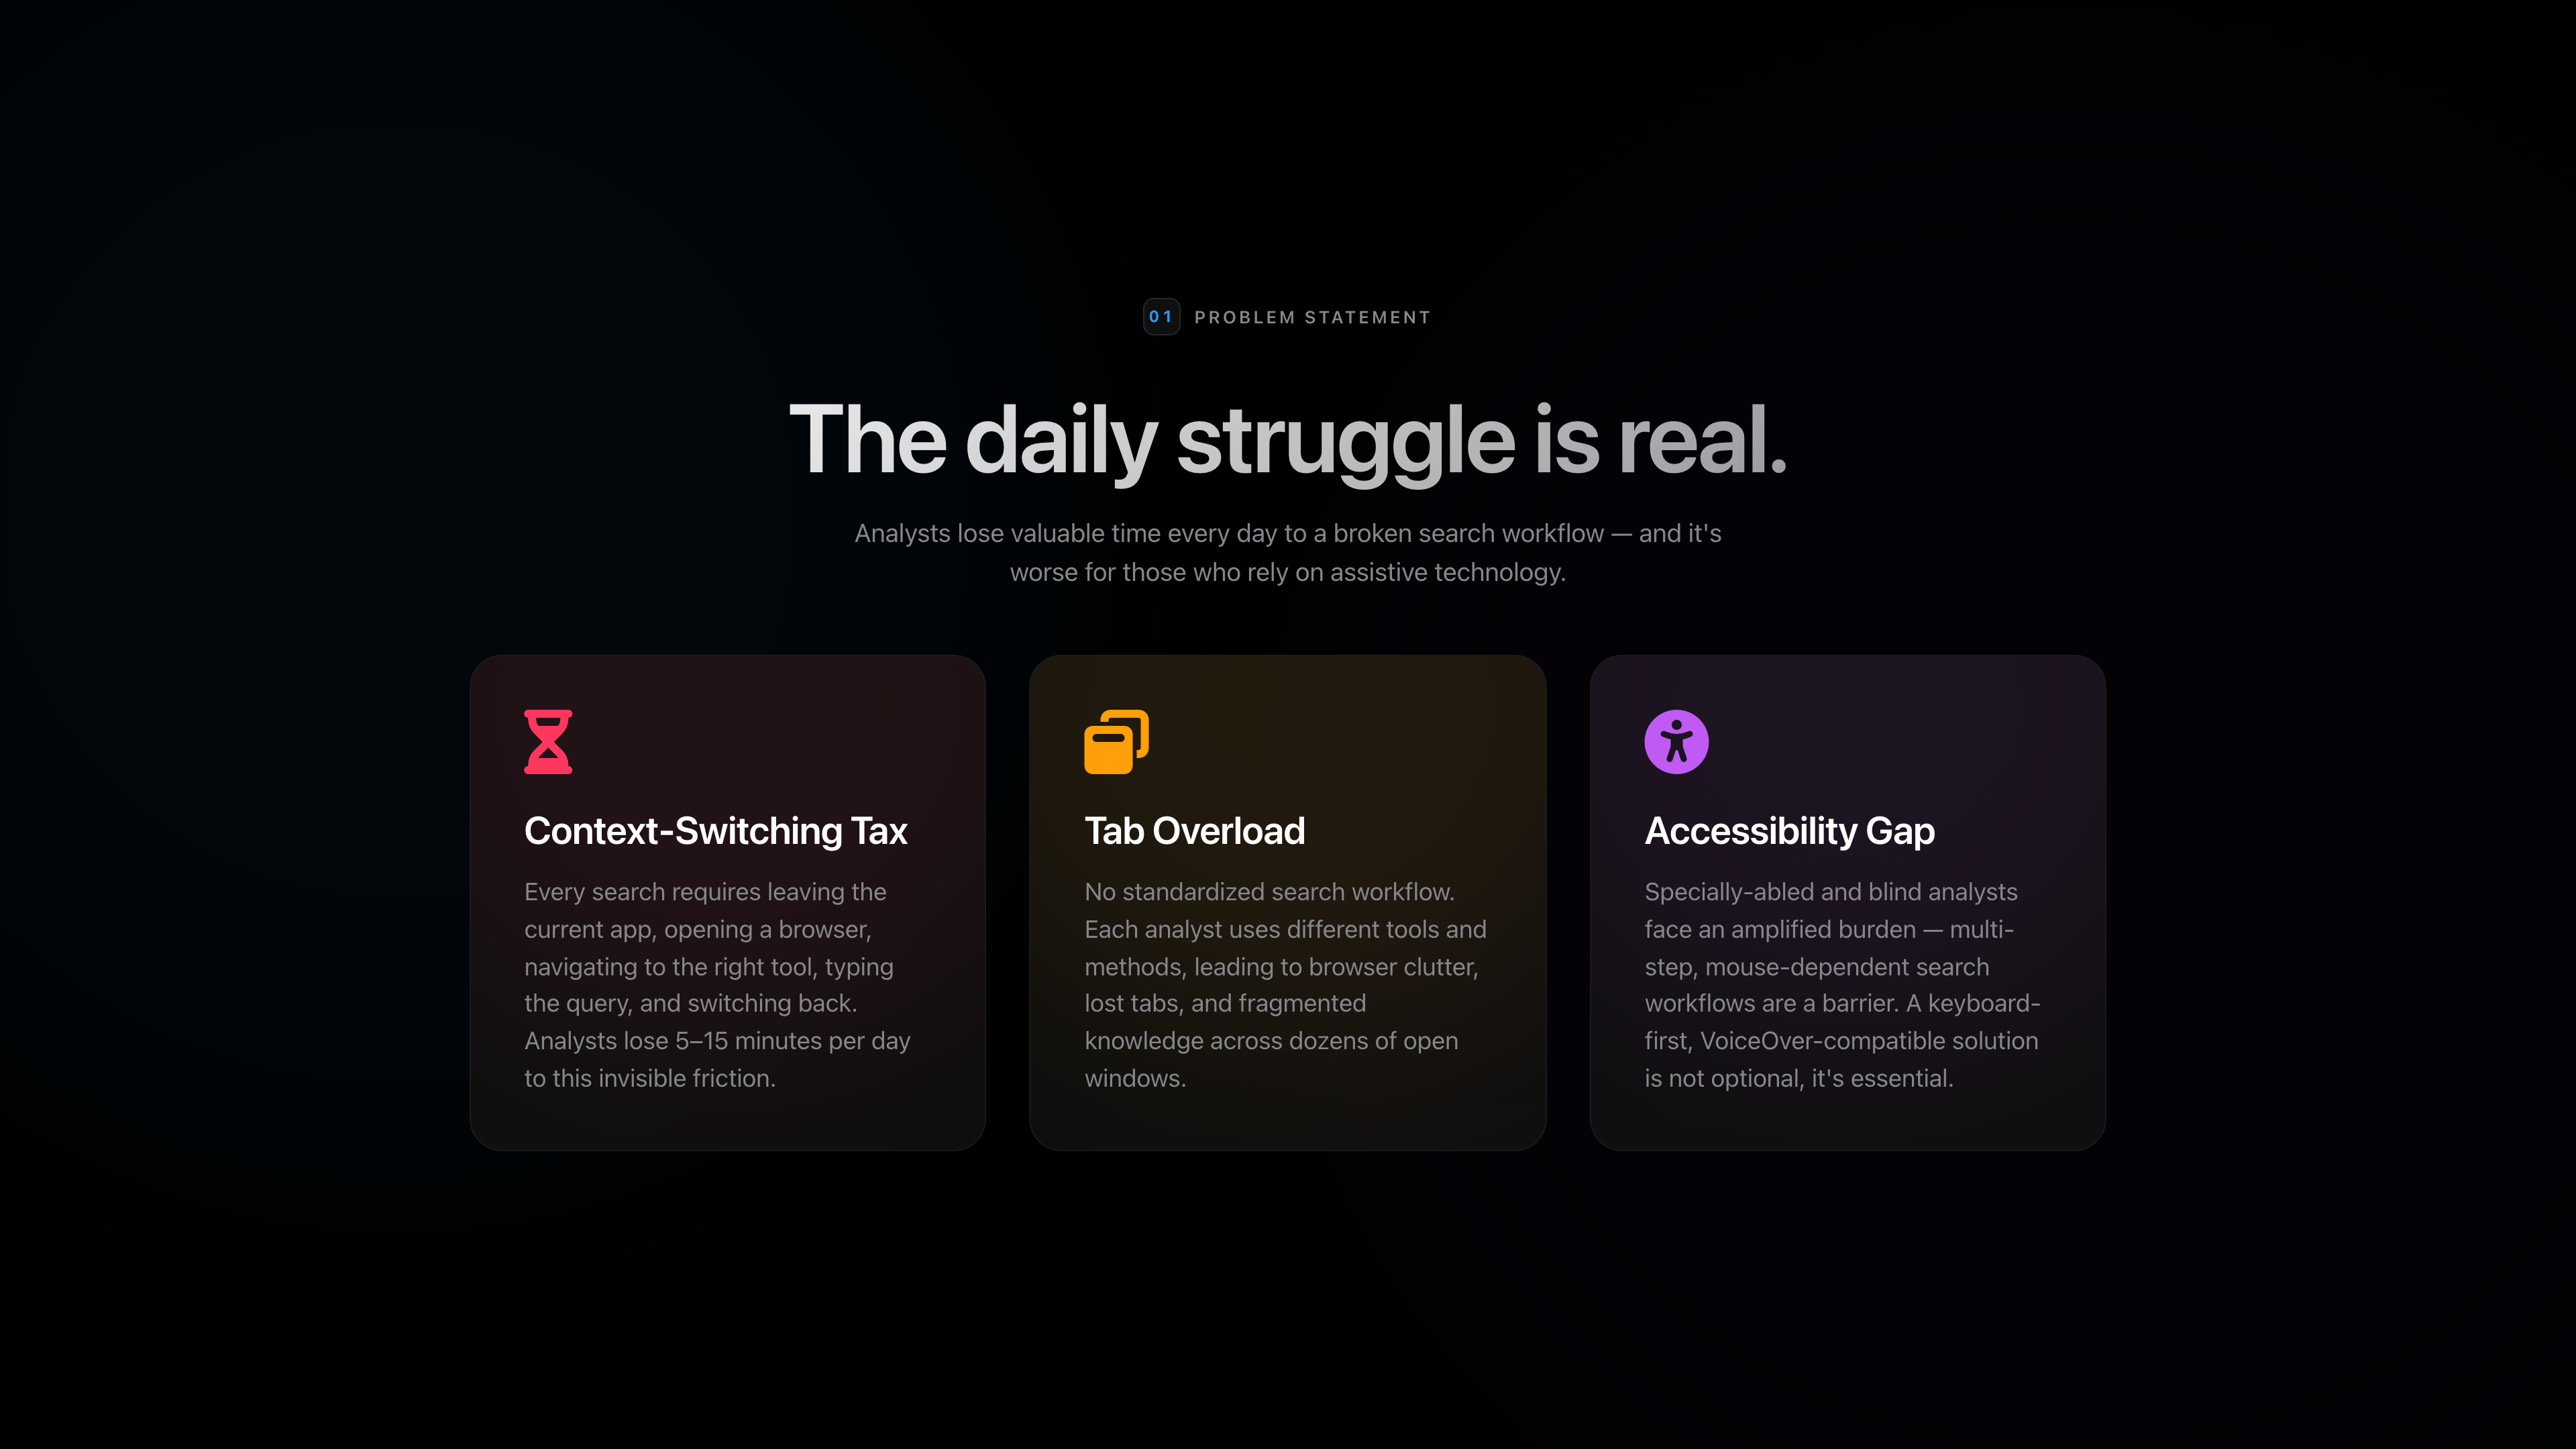 01 PROBLEM STATEMENT
The daily struggle is real.
Analysts lose valuable time every day to a broken search workflow — and it's
worse for those who rely on assistive technology.
Context-Switching Tax
Every search requires leaving the
current app, opening a browser,
navigating to the right tool, typing
the query, and switching back.
Analysts lose 5–15 minutes per day
to this invisible friction.
Tab Overload
No standardized search workflow.
Each analyst uses different tools and
methods, leading to browser clutter,
lost tabs, and fragmented
knowledge across dozens of open
windows.
Accessibility Gap
Specially-abled and blind analysts
face an amplified burden — multi-
step, mouse-dependent search
workflows are a barrier. A keyboard-
first, VoiceOver-compatible solution
is not optional, it's essential.